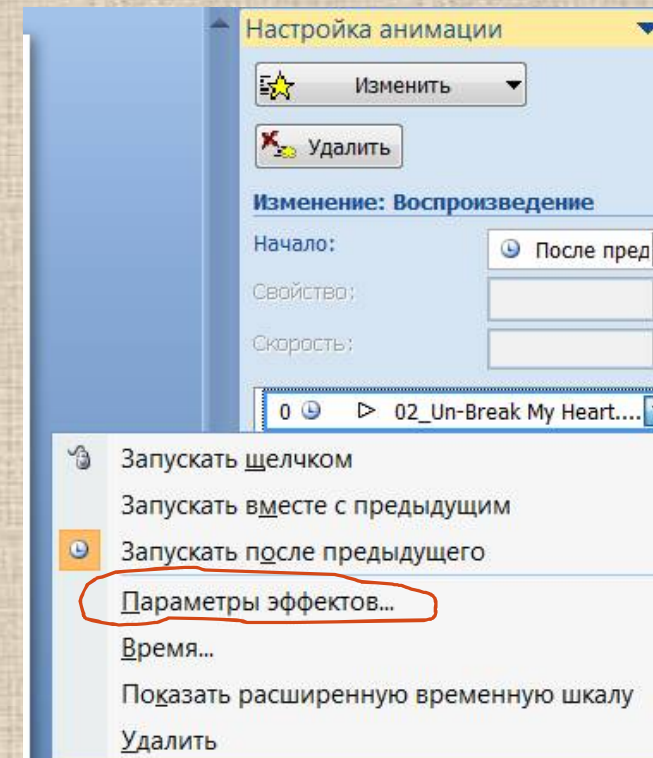 Настройка анимации
Изменить
Удалить
Изменение: Воспроизведение
Начало:
После пред
Свойство:
Скорость:
0 02_Un-Break My Heart....
Запускать щелчком
Запускать вместе с предыдущим
Запускать после предыдущего
Параметры эффектов...
Время...
Показать расширенную временную шкалу
Удалить